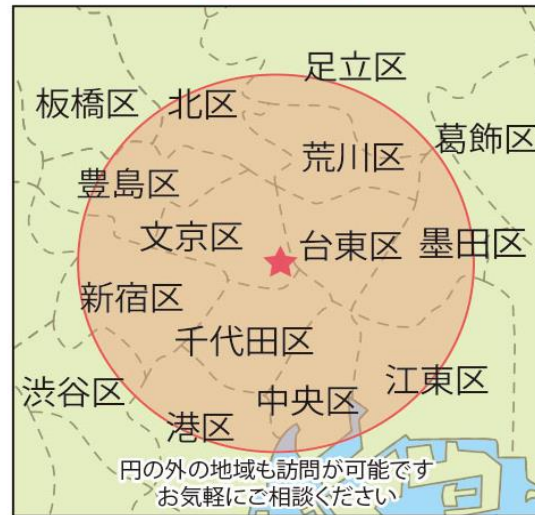 足立区
板橋区
北区
葛飾区
荒川区
豊島区
文京区
台東区
墨田区
新宿区
千代田区
渋谷区
中央区
江東区
港区
円の外の地域も訪問が可能です
お気軽にご相談ください